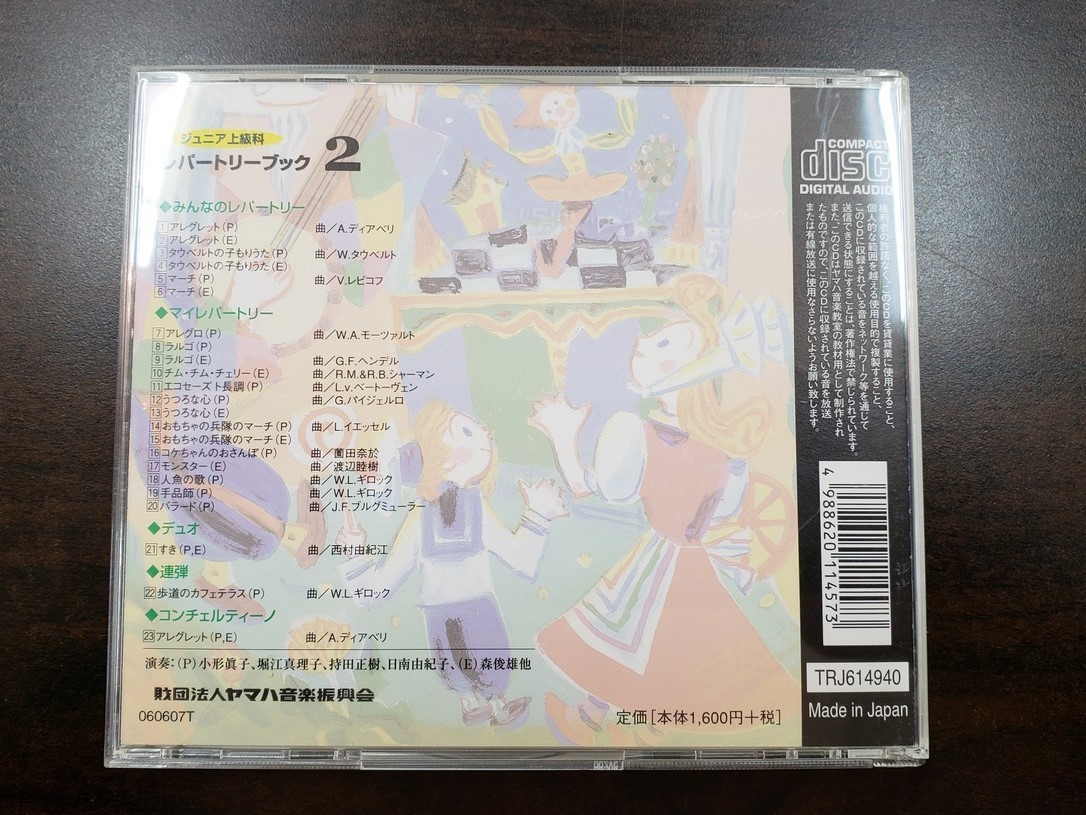 ジュニア上級科
レパートリーブック 2
◆みんなのレパートリー
1 アレグレット(P) 曲／A.ディアベリ
2 アレグレット(E)
3 タウベルトの子もりうた(P) 曲／W.タウベルト
4 タウベルトの子もりうた(E)
5 マーチ(P) 曲／V.レビコフ
6 マーチ(E)
◆マイレパートリー
7 アレグロ(P) 曲／W.A.モーツァルト
8 ラルゴ(P)
9 ラルゴ(E) 曲／G.F.ヘンデル
10 チム・チム・チェリー(E) 曲／R.M.&R.B.シャーマン
11 エコセーズト長調(P) 曲／L.v.ベートーヴェン
12 うつろな心(P) 曲／G.パイジェルロ
13 うつろな心(E)
14 おもちゃの兵隊のマーチ(P) 曲／L.イエッセル
15 おもちゃの兵隊のマーチ(E)
16 コケちゃんのおさんぽ(P) 曲／薗田奈於
17 モンスター(E) 曲／渡辺睦樹
18 人魚の歌(P) 曲／W.L.ギロック
19 手品師(P) 曲／W.L.ギロック
20 バラード(P) 曲／J.F.ブルグミューラー
◆デュオ
21 すき(P,E) 曲／西村由紀江
◆連弾
22 歩道のカフェテラス(P) 曲／W.L.ギロック
◆コンチェルティーノ
23 アレグレット(P,E) 曲／A.ディアベリ
演奏：(P)小形眞子、堀江真理子、持田正樹、日南由紀子、(E)森俊雄他
財団法人ヤマハ音楽振興会
060607T
定価[本体1,600円＋税]
COMPACT
disc
DIGITAL AUDIO
権利者の許諾なく、このCDを賃貸業に使用すること、
個人的な範囲を越える使用目的で複製すること、
このCDに収録されている音をネットワーク等を通じて
送信できる状態にすることは、著作権法で禁じられています。
また、このCDはヤマハ音楽教室の教材用として制作され
たものですので、このCDに収録されている音を放送
または有線放送に使用なさらないようお願い致します。
4 988620 114573
TRJ614940
Made in Japan